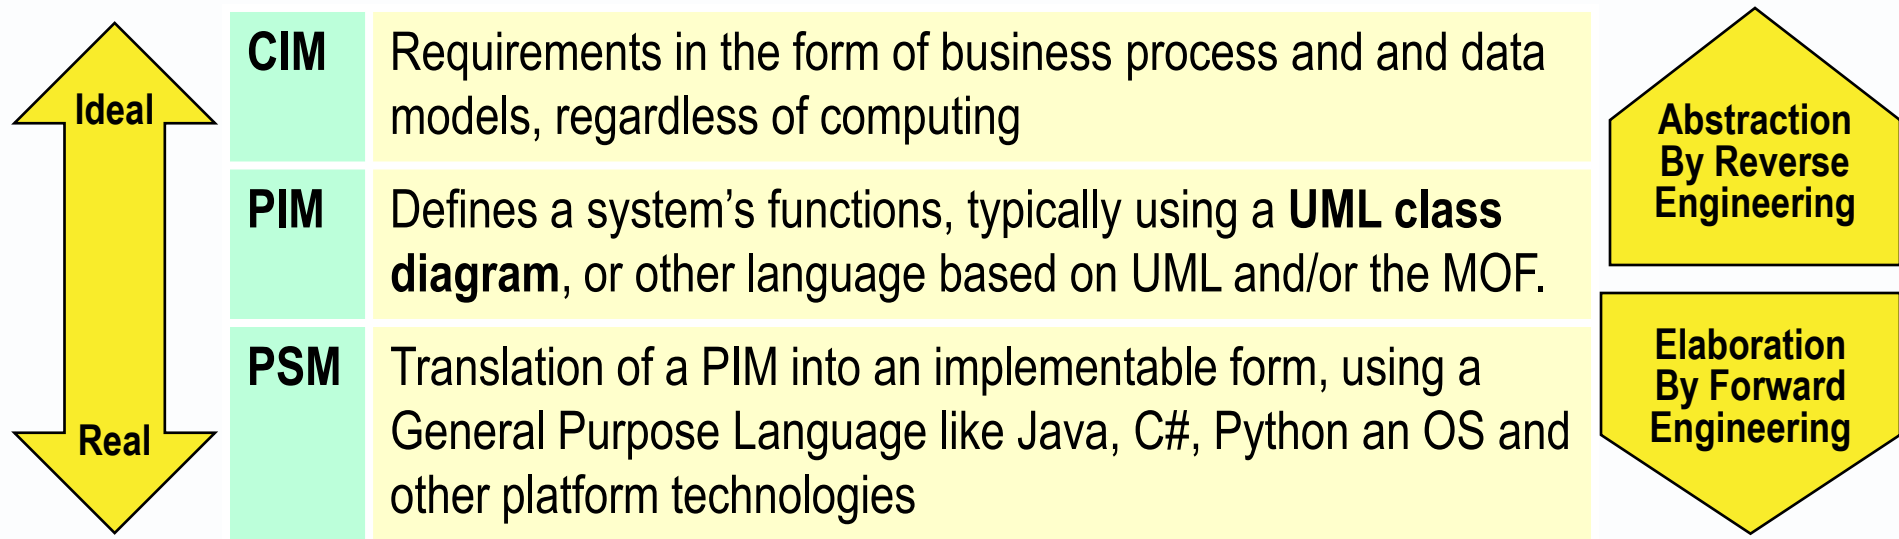 Ideal
Real
CIM
Requirements in the form of business process and and data
models, regardless of computing
PIM
Defines a system’s functions, typically using a UML class
diagram, or other language based on UML and/or the MOF.
PSM
Translation of a PIM into an implementable form, using a
General Purpose Language like Java, C#, Python an OS and
other platform technologies
Abstraction
By Reverse
Engineering
Elaboration
By Forward
Engineering